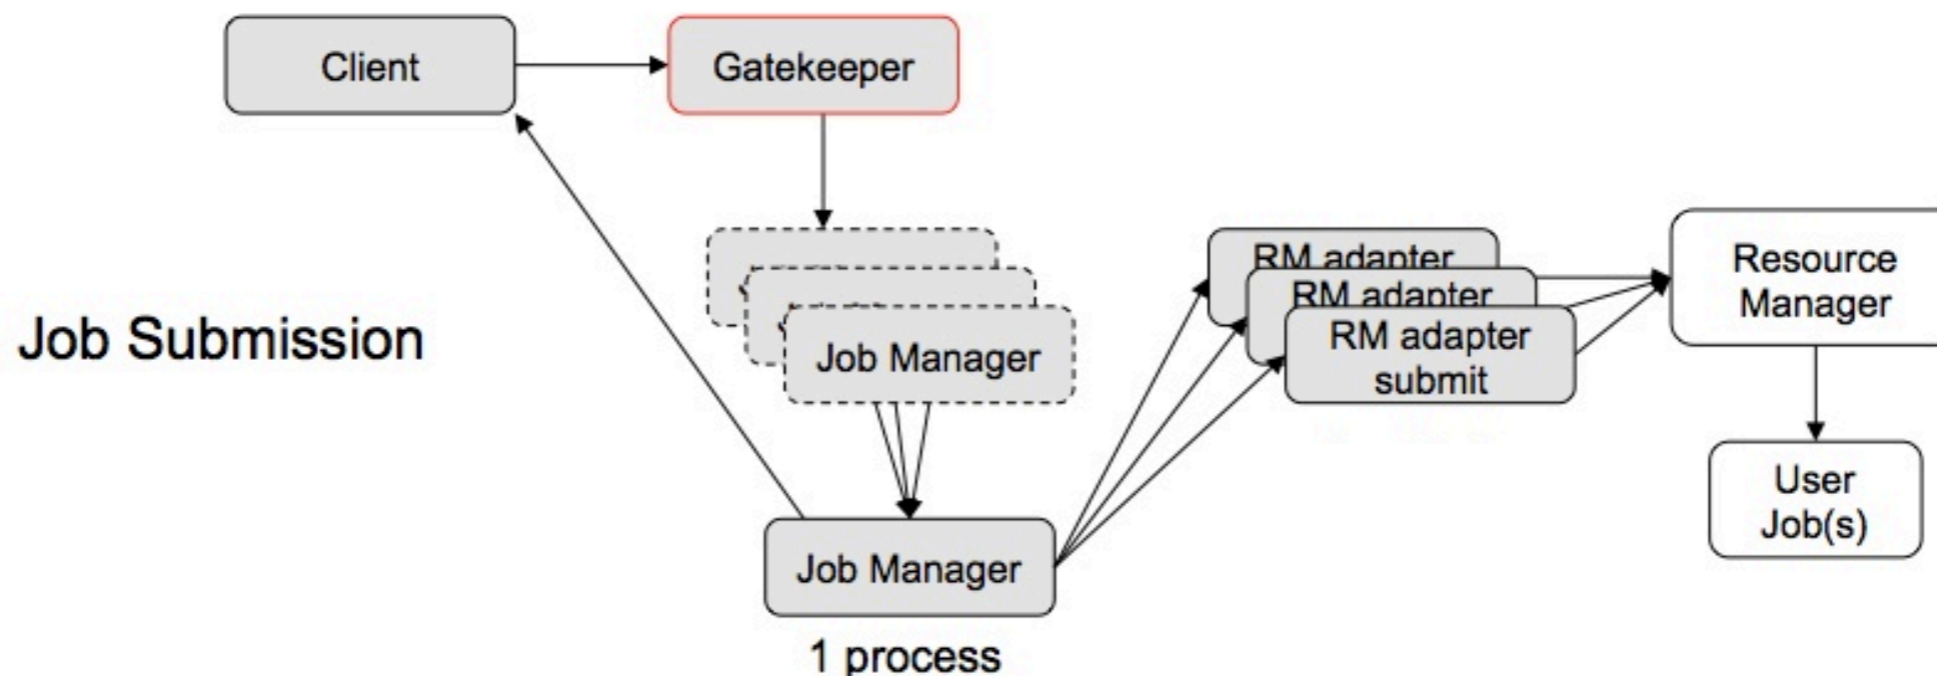 Client
Gatekeeper
Job Submission
Job Manager
RM adapter
RM adapter
RM adapter
submit
Resource
Manager
User
Job(s)
Job Manager
1 process